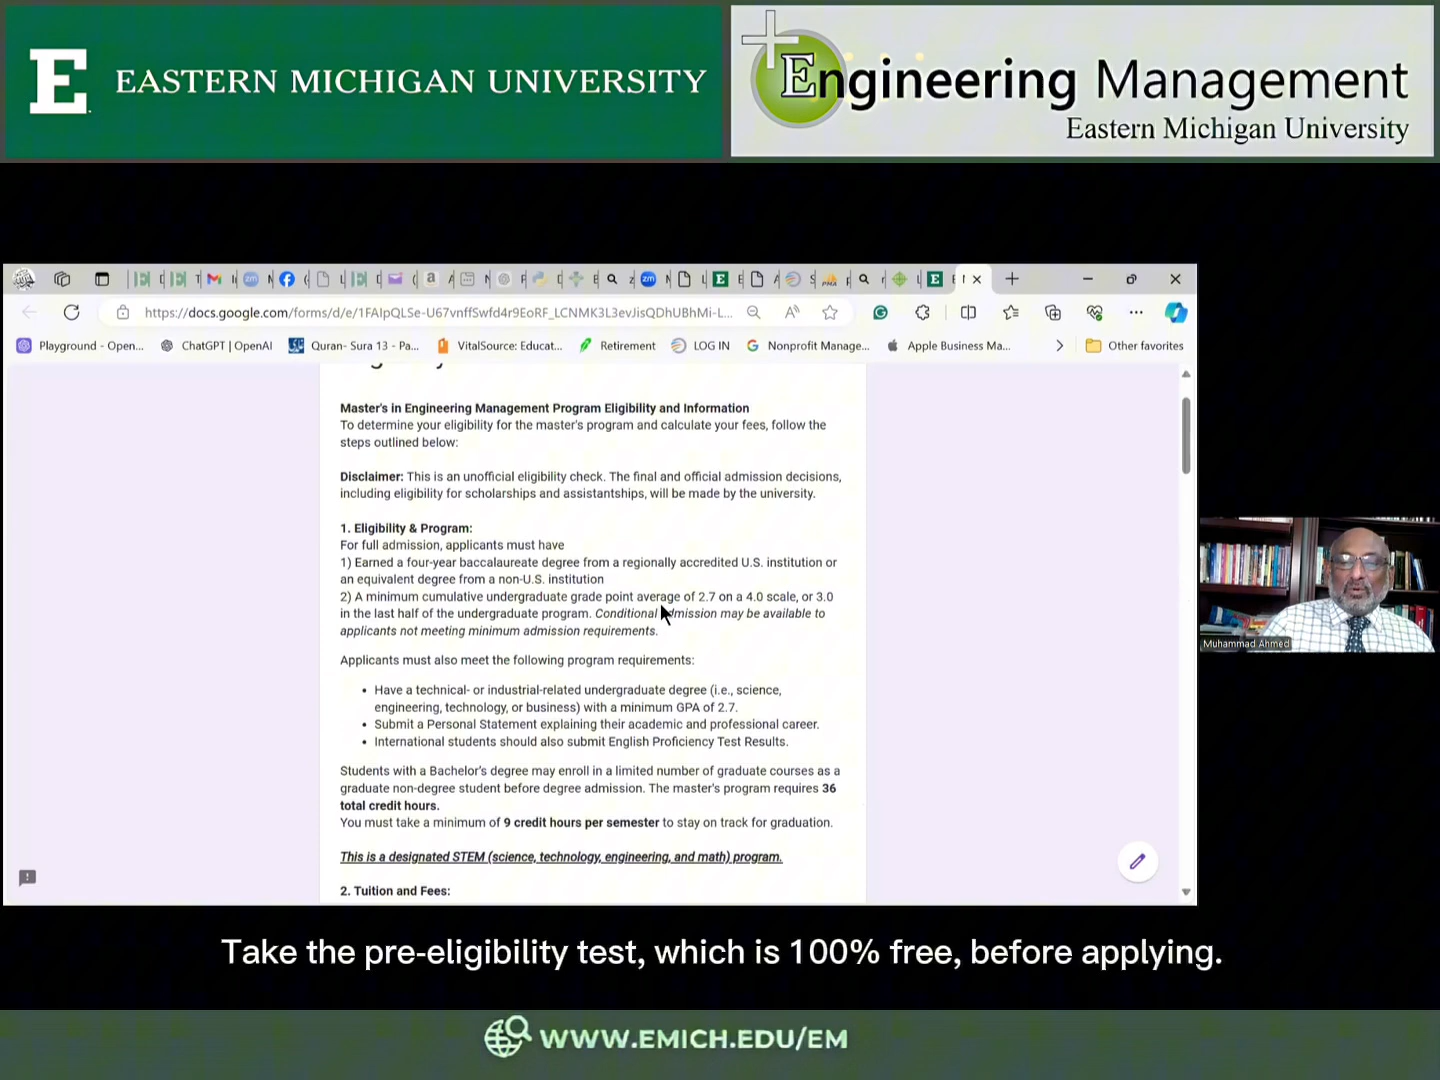 E EASTERN MICHIGAN UNIVERSITY
Engineering Management
Eastern Michigan University
https://docs.google.com/forms/d/e/1FAIpQLSe-U67vnffSwfd4r9EoRF_LCNMK3L3evJisQDhUBhMi-L...
Playground - Open... ChatGPT | OpenAI Quran- Sura 13 - Pa... VitalSource: Educat... Retirement LOG IN Nonprofit Manage... Apple Business Ma... Other favorites
Master's in Engineering Management Program Eligibility and Information
To determine your eligibility for the master's program and calculate your fees, follow the
steps outlined below:
Disclaimer: This is an unofficial eligibility check. The final and official admission decisions,
including eligibility for scholarships and assistantships, will be made by the university.
1. Eligibility & Program:
For full admission, applicants must have
1) Earned a four-year baccalaureate degree from a regionally accredited U.S. institution or
an equivalent degree from a non-U.S. institution
2) A minimum cumulative undergraduate grade point average of 2.7 on a 4.0 scale, or 3.0
in the last half of the undergraduate program. Conditional admission may be available to
applicants not meeting minimum admission requirements.
Applicants must also meet the following program requirements:
• Have a technical- or industrial-related undergraduate degree (i.e., science,
engineering, technology, or business) with a minimum GPA of 2.7.
• Submit a Personal Statement explaining their academic and professional career.
• International students should also submit English Proficiency Test Results.
Students with a Bachelor's degree may enroll in a limited number of graduate courses as a
graduate non-degree student before degree admission. The master's program requires 36
total credit hours.
You must take a minimum of 9 credit hours per semester to stay on track for graduation.
This is a designated STEM (science, technology, engineering, and math) program.
2. Tuition and Fees:
Muhammad Ahmed
Take the pre-eligibility test, which is 100% free, before applying.
WWW.EMICH.EDU/EM